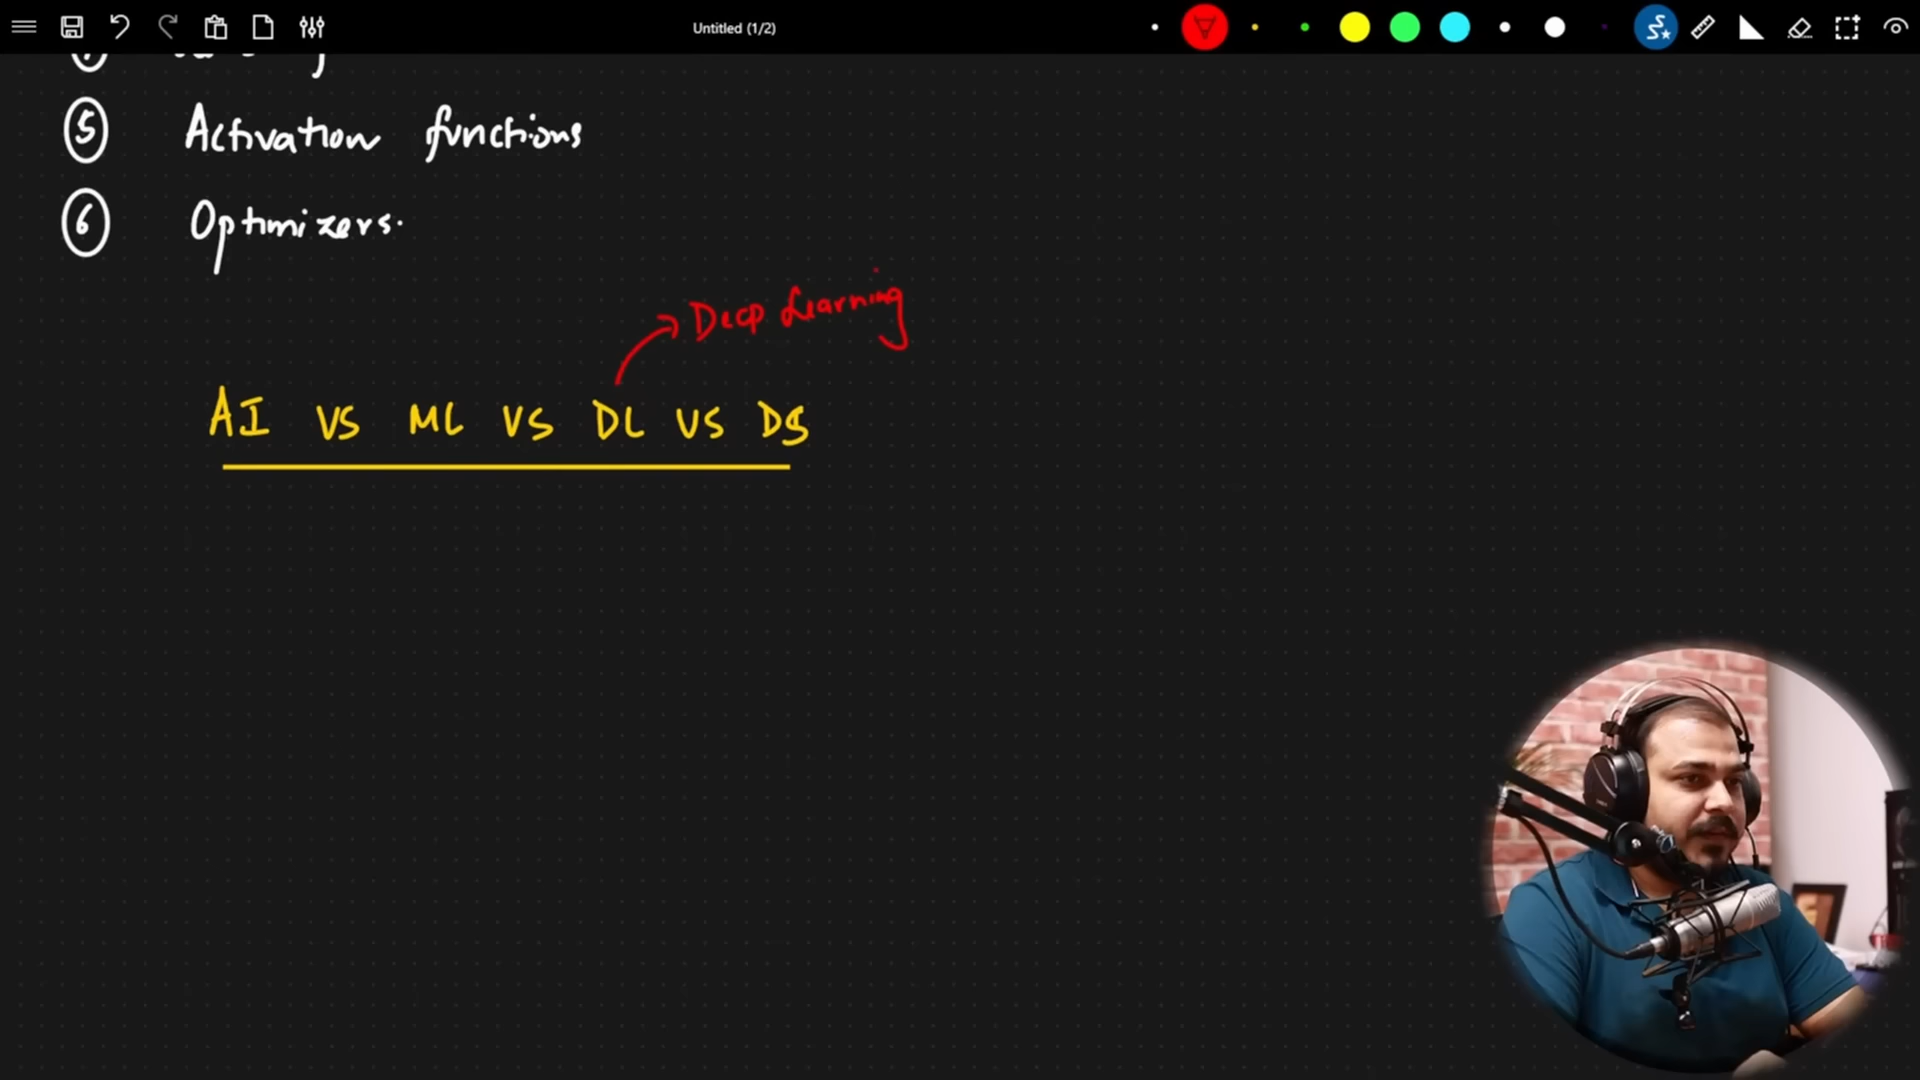 Untitled (1/2)
5 Activation functions
6 Optimizers.
Deep Learning
AI VS ML VS DL VS DS